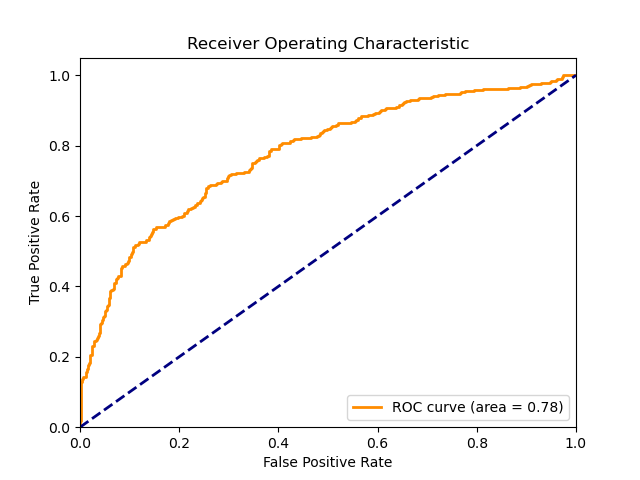 Receiver Operating Characteristic
True Positive Rate
1.0
0.8
0.6
0.4
0.2
0.0
ROC curve (area = 0.78)
0.0 0.2 0.4 0.6 0.8 1.0
False Positive Rate